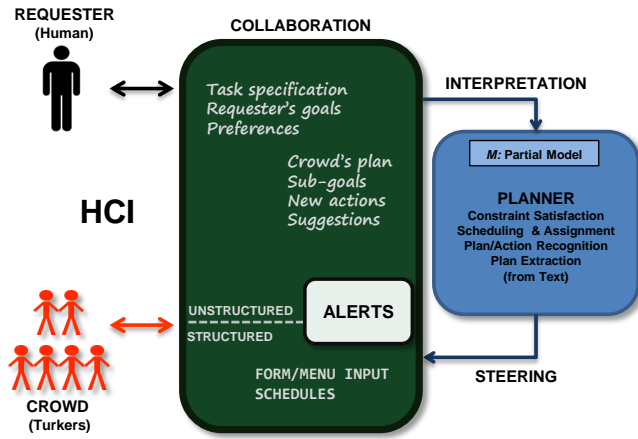 REQUESTER
(Human)
COLLABORATION
Task specification
Requester's goals
Preferences
Crowd's plan
Sub-goals
New actions
Suggestions
HCI
UNSTRUCTURED
STRUCTURED
ALERTS
FORM/MENU INPUT
SCHEDULES
CROWD
(Turkers)
INTERPRETATION
M: Partial Model
PLANNER
Constraint Satisfaction
Scheduling & Assignment
Plan/Action Recognition
Plan Extraction
(from Text)
STEERING